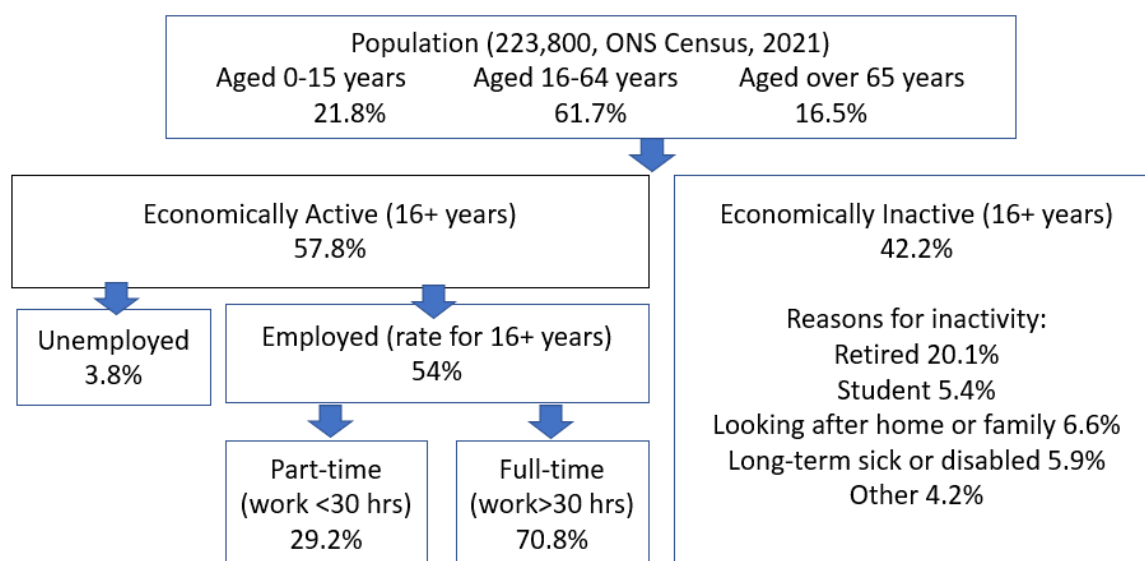 Population (223,800, ONS Census, 2021)
Aged 0-15 years Aged 16-64 years Aged over 65 years
21.8% 61.7% 16.5%
Economically Active (16+ years)
57.8%
Unemployed
3.8%
Employed (rate for 16+ years)
54%
Part-time
(work <30 hrs)
29.2%
Full-time
(work>30 hrs)
70.8%
Economically Inactive (16+ years)
42.2%
Reasons for inactivity:
Retired 20.1%
Student 5.4%
Looking after home or family 6.6%
Long-term sick or disabled 5.9%
Other 4.2%